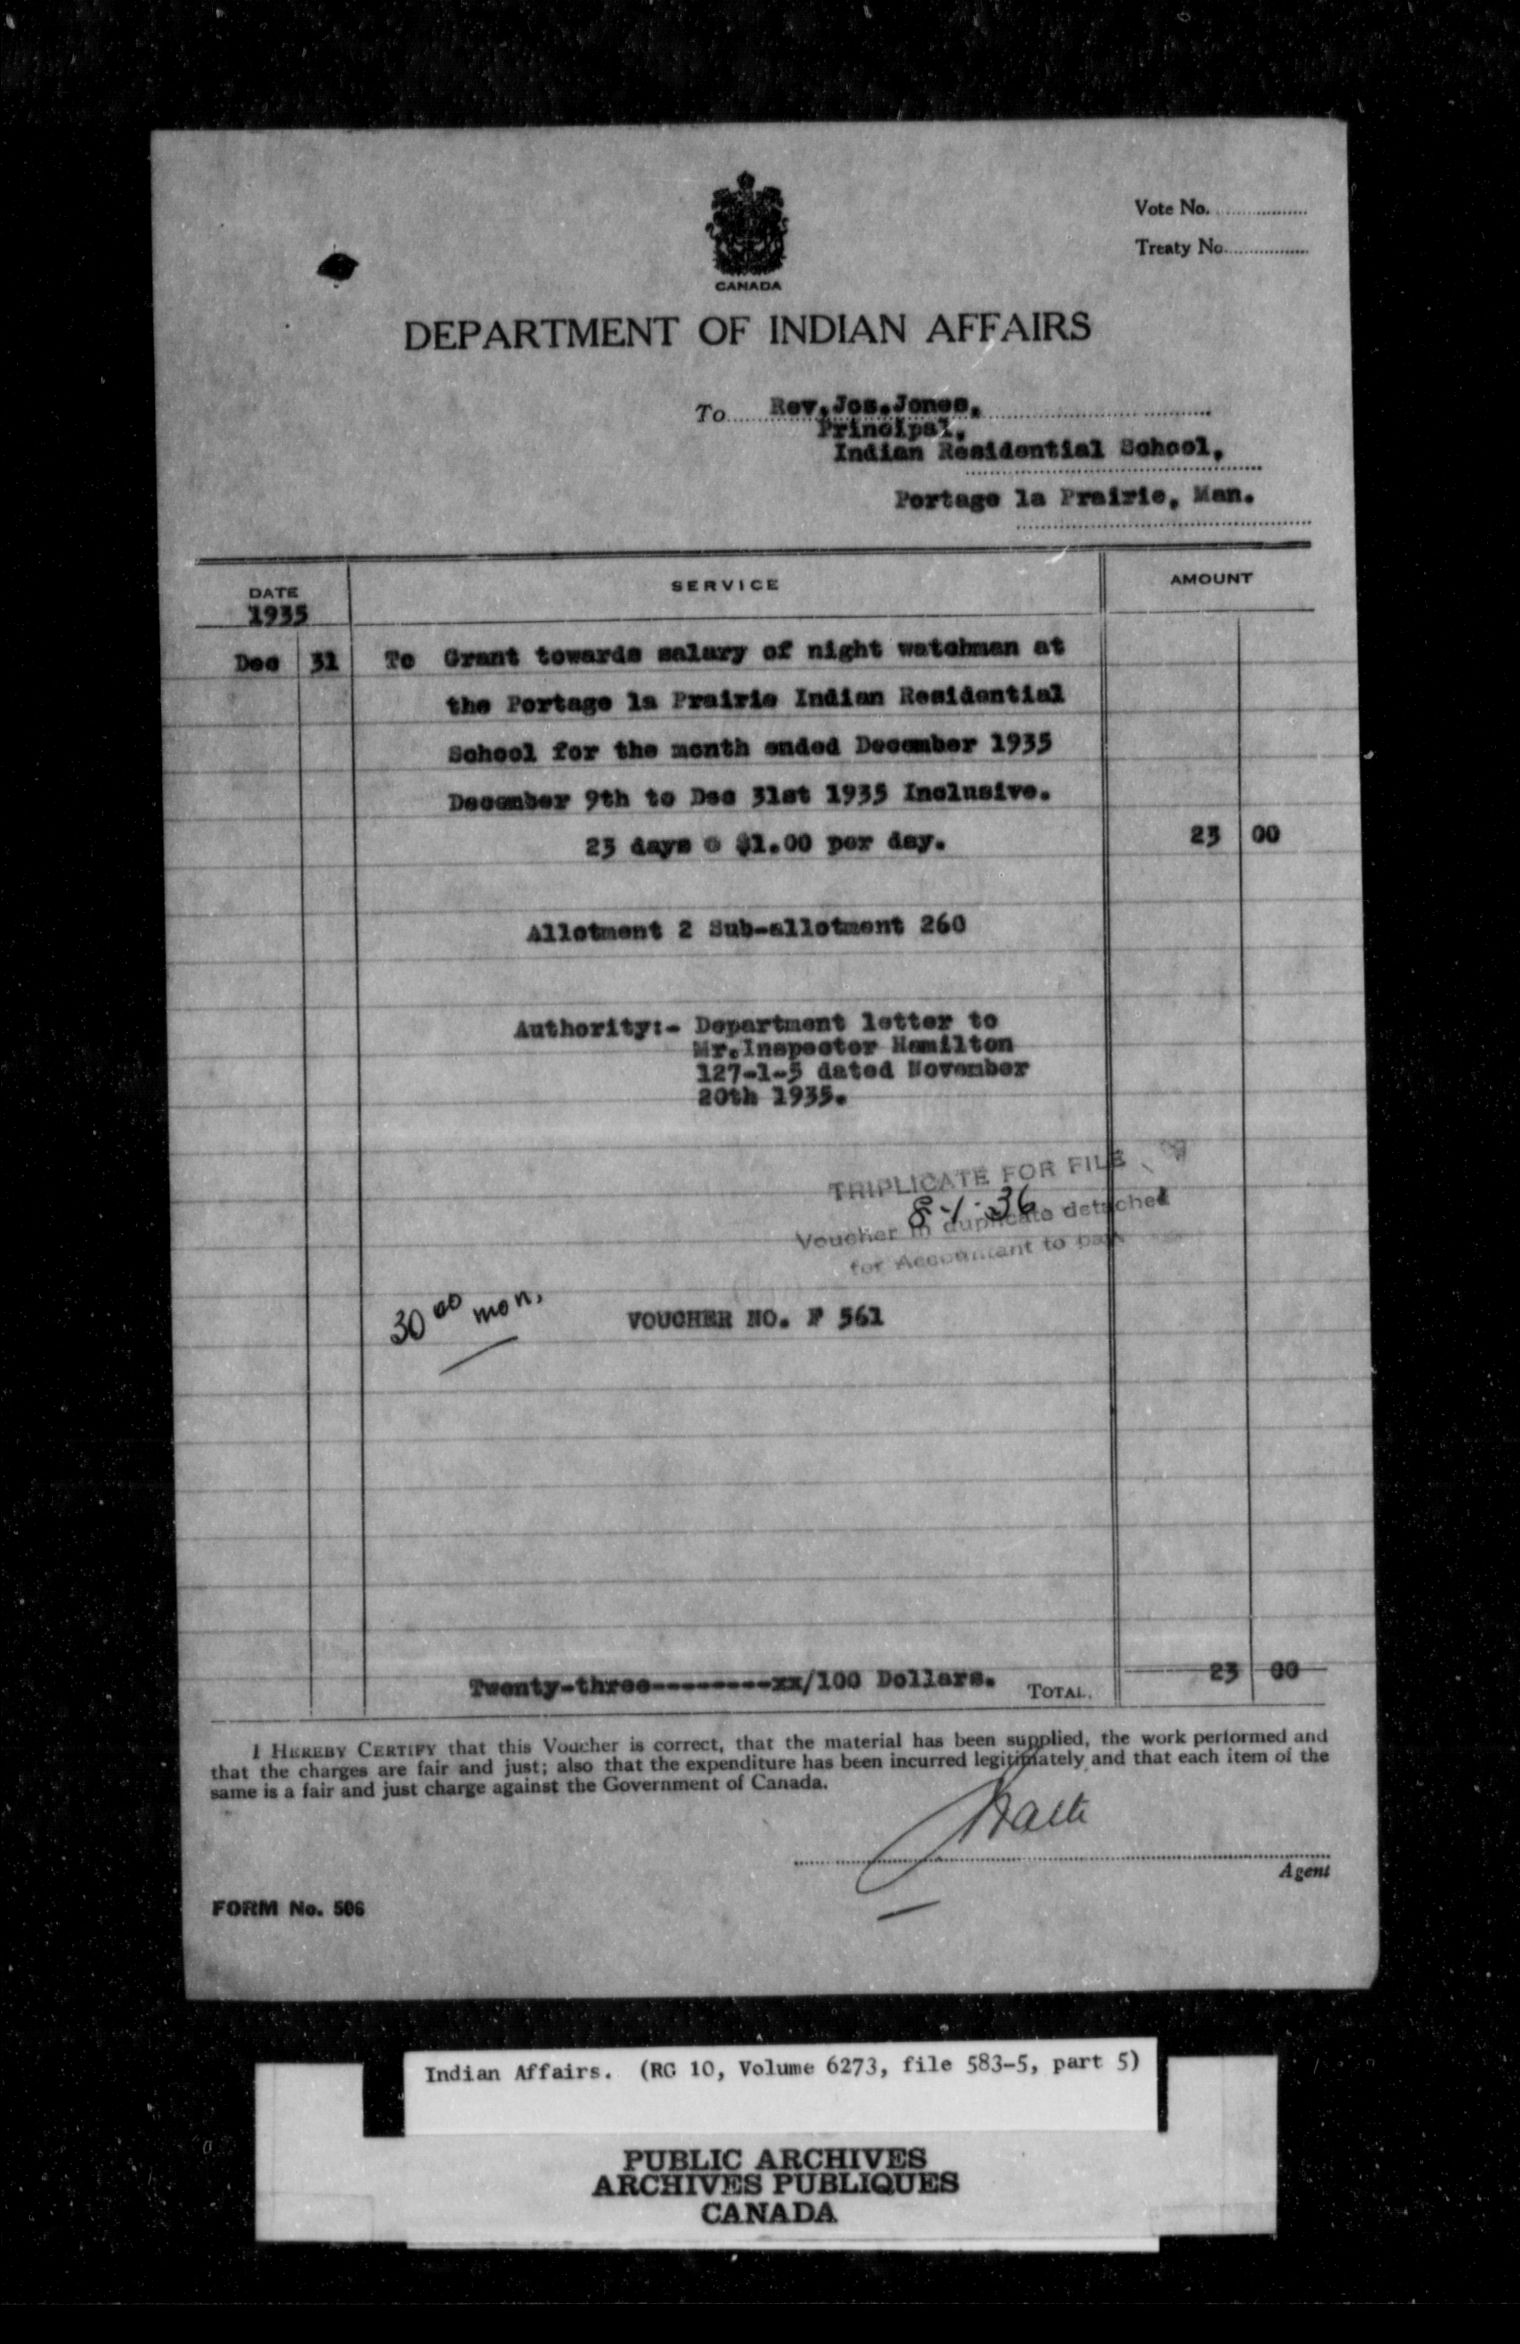 Vote No.
Treaty No.
CANADA
DEPARTMENT OF INDIAN AFFAIRS
To Rev.Jos.Jones,
Principal,
Indian Residential School,
Portage la Prairie, Man.
DATE SERVICE AMOUNT
1935
Dec 31 To Grant towards salary of night watchman at
the Portage la Prairie Indian Residential
School for the month ended December 1935
December 9th to Dec 31st 1935 Inclusive.
23 days @ $1.00 per day. 23 00
Allotment 2 Sub-allotment 260
Authority:- Department letter to
Mr.Inspector Hamilton
127-1-5 dated November
20th 1935.
TRIPLICATE FOR FILE
8-1-36
Voucher in duplicate detached
for Accountant to pay
30 00 mon.
VOUCHER NO. F 561
Twenty-three---------xx/100 Dollars. TOTAL, 23 00
I HEREBY CERTIFY that this Voucher is correct, that the material has been supplied, the work performed and
that the charges are fair and just; also that the expenditure has been incurred legitimately and that each item of the
same is a fair and just charge against the Government of Canada.
Agent
FORM No. 506
Indian Affairs. (RG 10, Volume 6273, file 583-5, part 5)
PUBLIC ARCHIVES
ARCHIVES PUBLIQUES
CANADA